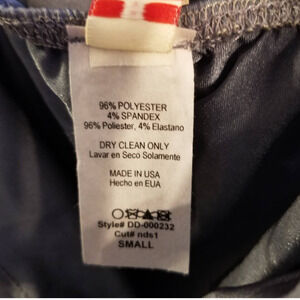 96% POLYESTER
4% SPANDEX
96% Poliester, 4% Elastano
DRY CLEAN ONLY
Lavar en Seco Solamente
MADE IN USA
Hecho en EUA
Style# DD-000232
Cut# nds1
SMALL